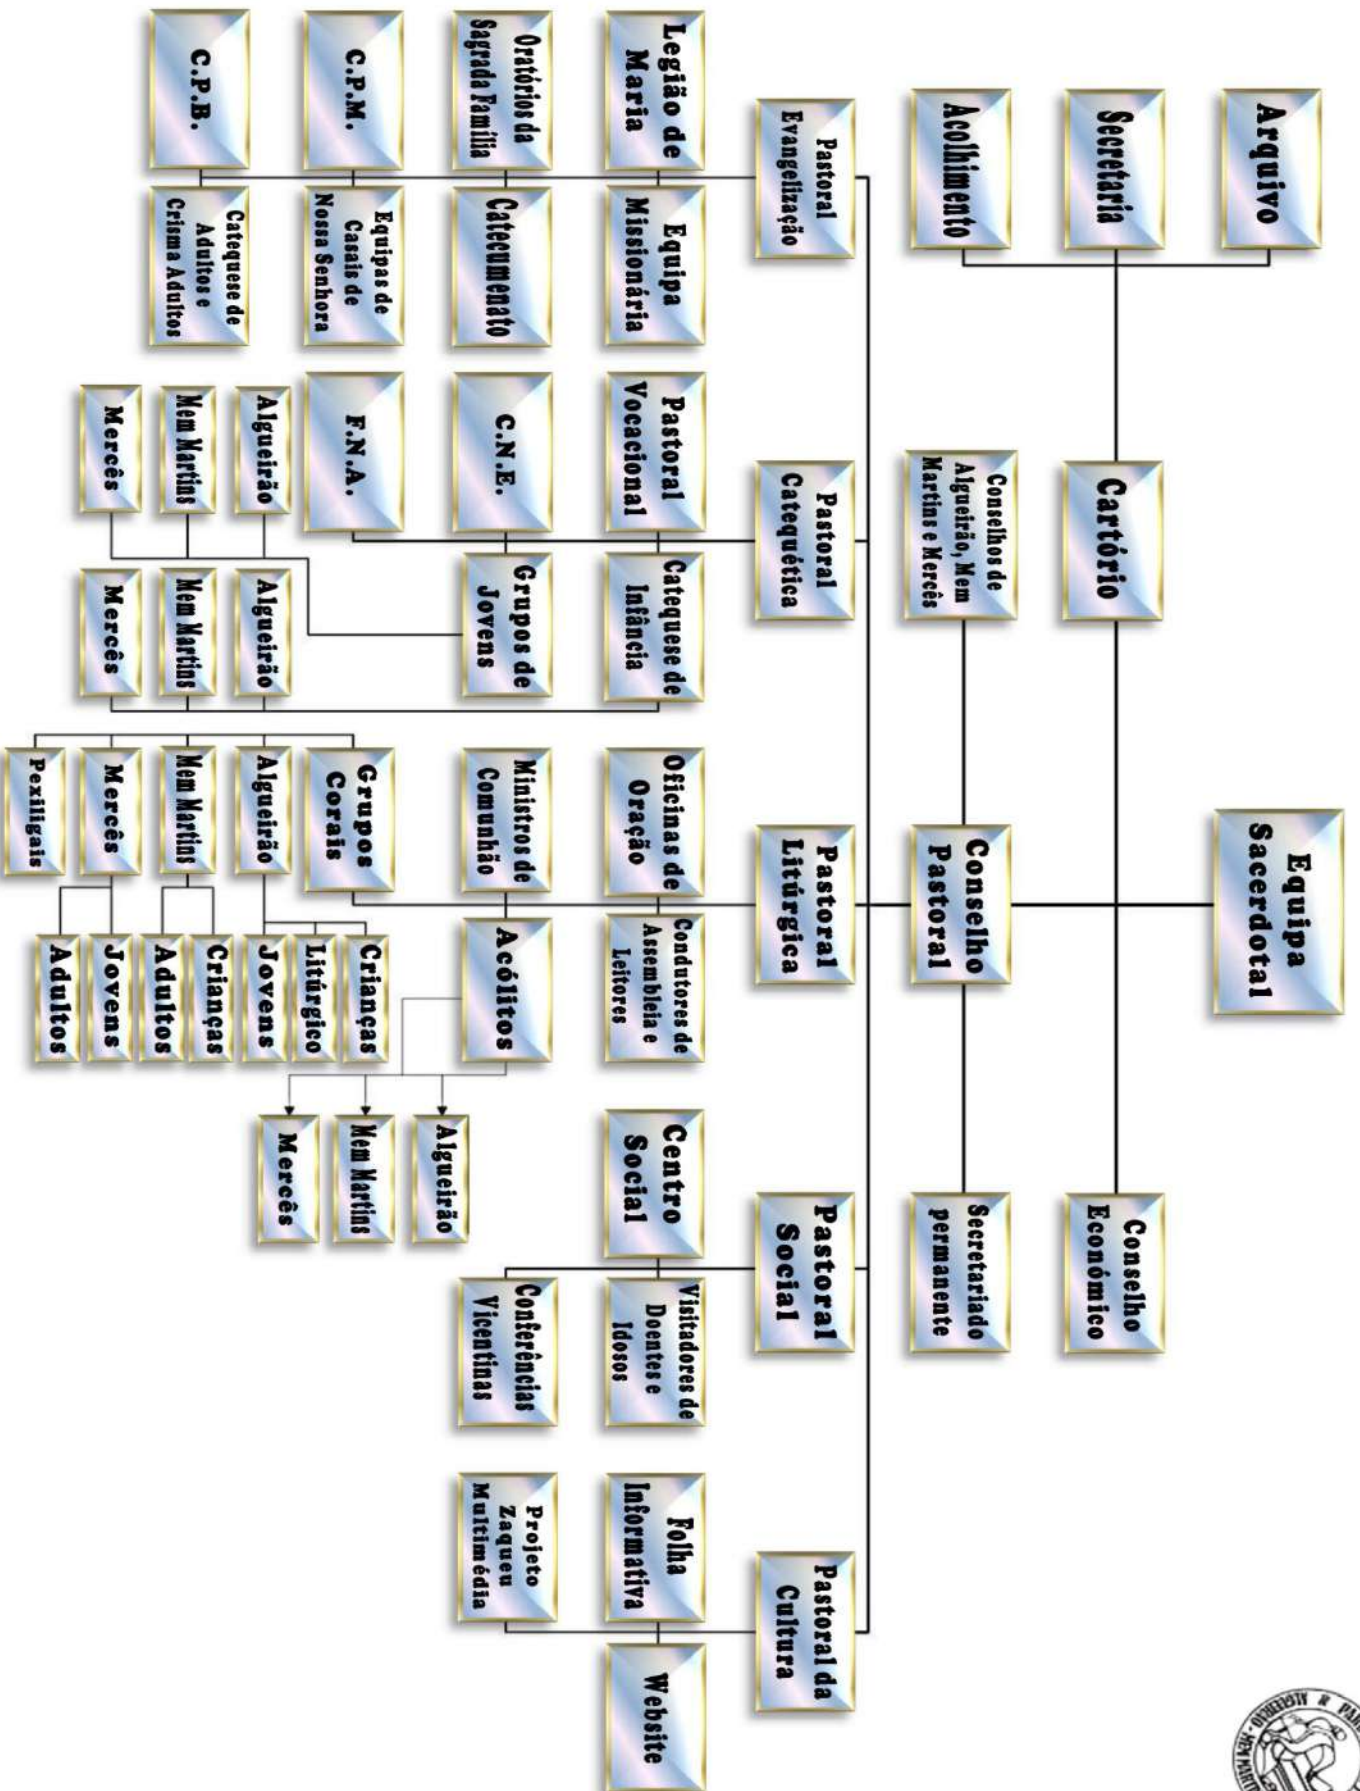 Equipa
Sacerdotal
Arquivo
Secretaria
Acolhimento
Cartório
Conselho
Económico
Conselhos de
Algueirão, Mem
Martins e Mercês
Conselho
Pastoral
Secretariado
permanente
Pastoral
Evangelização
Pastoral
Catequética
Pastoral
Litúrgica
Pastoral
Social
Pastoral da
Cultura
Legião de
Maria
Equipa
Missionária
Oratórios da
Sagrada Família
Catecumenato
C.P.M.
Equipas de
Casais de
Nossa Senhora
C.P.B.
Catequese de
Adultos e
Crisma Adultos
Pastoral
Vocacional
Catequese de
Infância
C.N.E.
Grupos de
Jovens
F.N.A.
Algueirão
Mem Martins
Mercês
Algueirão
Mem Martins
Mercês
Oficinas de
Oração
Condutores de
Assembleia e
Leitores
Ministros de
Comunhão
Acólitos
Grupos
Corais
Algueirão
Mem Martins
Mercês
Pexiligais
Crianças
Litúrgico
Jovens
Crianças
Adultos
Jovens
Adultos
Algueirão
Mem Martins
Mercês
Centro
Social
Visitadores de
Doentes e
Idosos
Conferências
Vicentinas
Folha
Informativa
Website
Projeto
Zaqueu
Multimédia